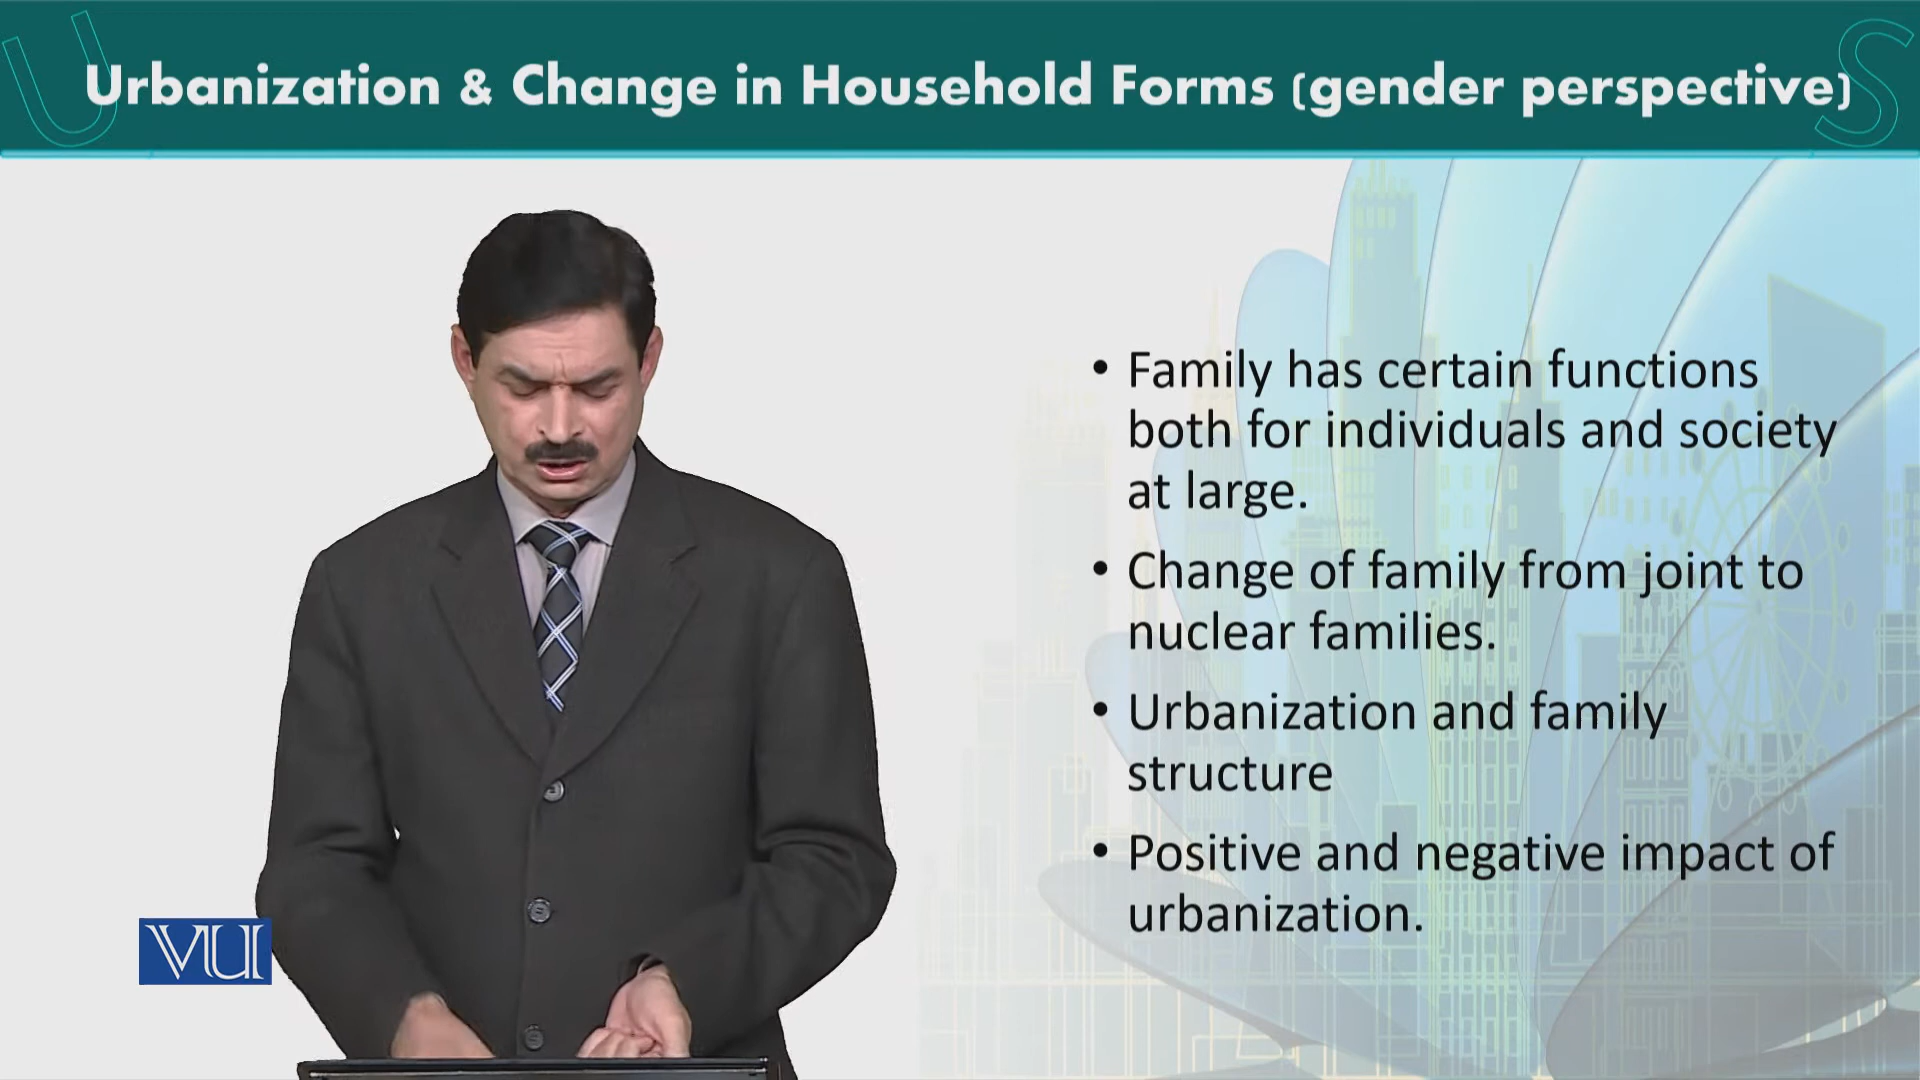 U
S
Urbanization & Change in Household Forms (gender perspective)
• Family has certain functions
both for individuals and society
at large.
• Change of family from joint to
nuclear families.
• Urbanization and family
structure
• Positive and negative impact of
urbanization.
VU